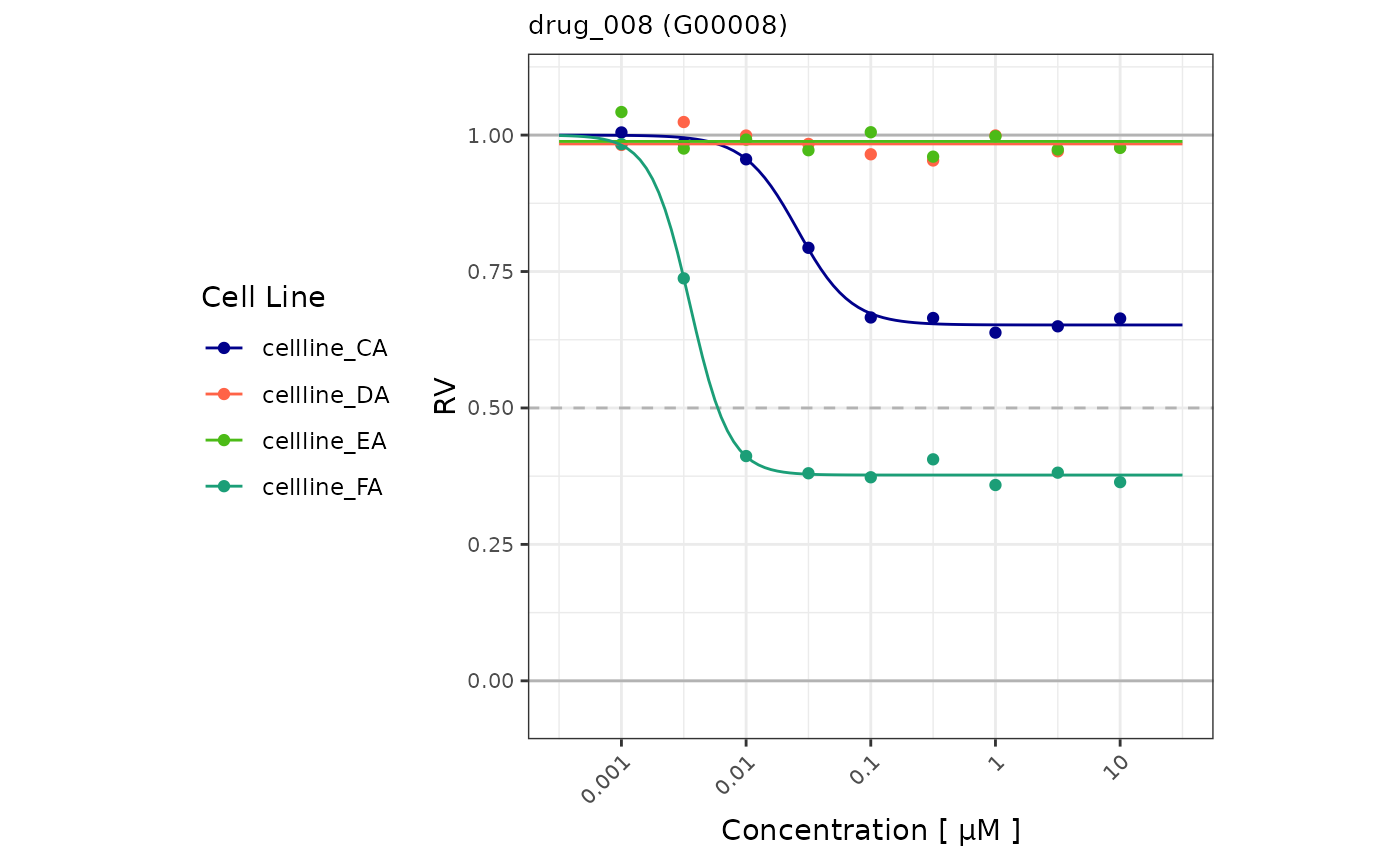 drug_008 (G00008)
Cell Line
cellline_CA
cellline_DA
cellline_EA
cellline_FA
RV
1.00
0.75
0.50
0.25
0.00
0.001
0.01
0.1
1
10
Concentration [ μM ]